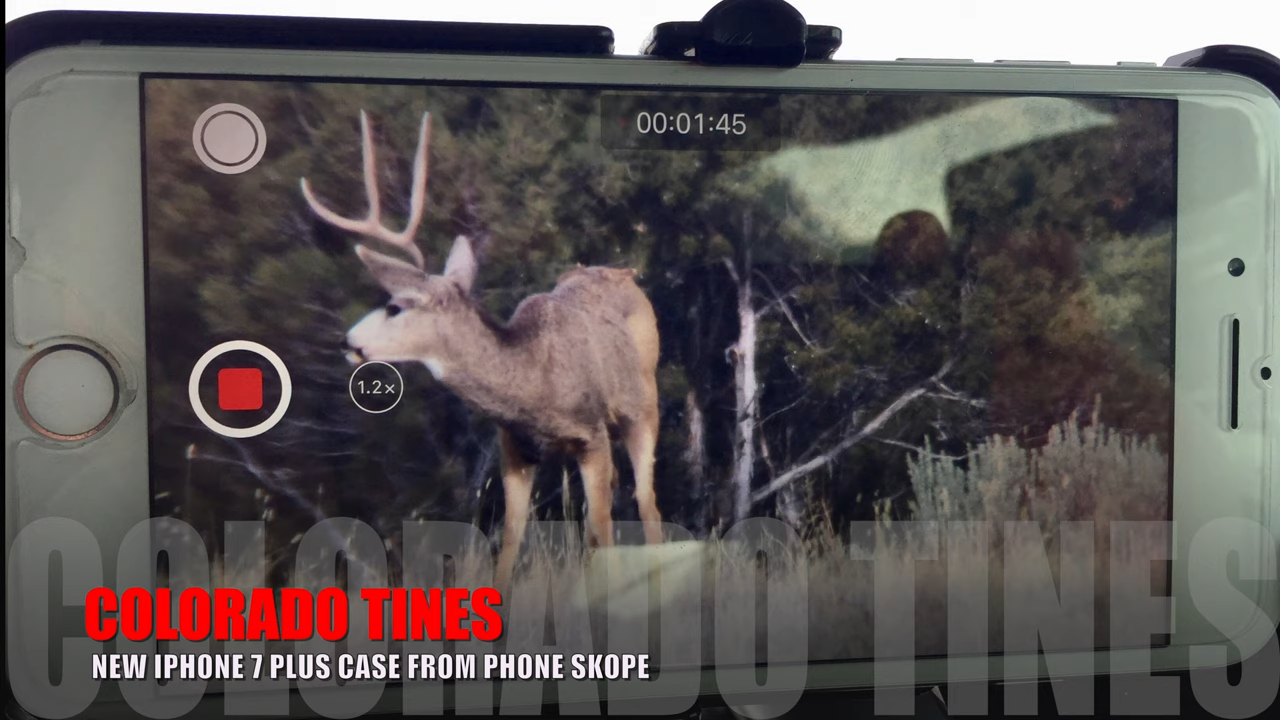 00:01:45
1.2×
COLORADO TINES
COLORADO TINES
NEW IPHONE 7 PLUS CASE FROM PHONE SKOPE